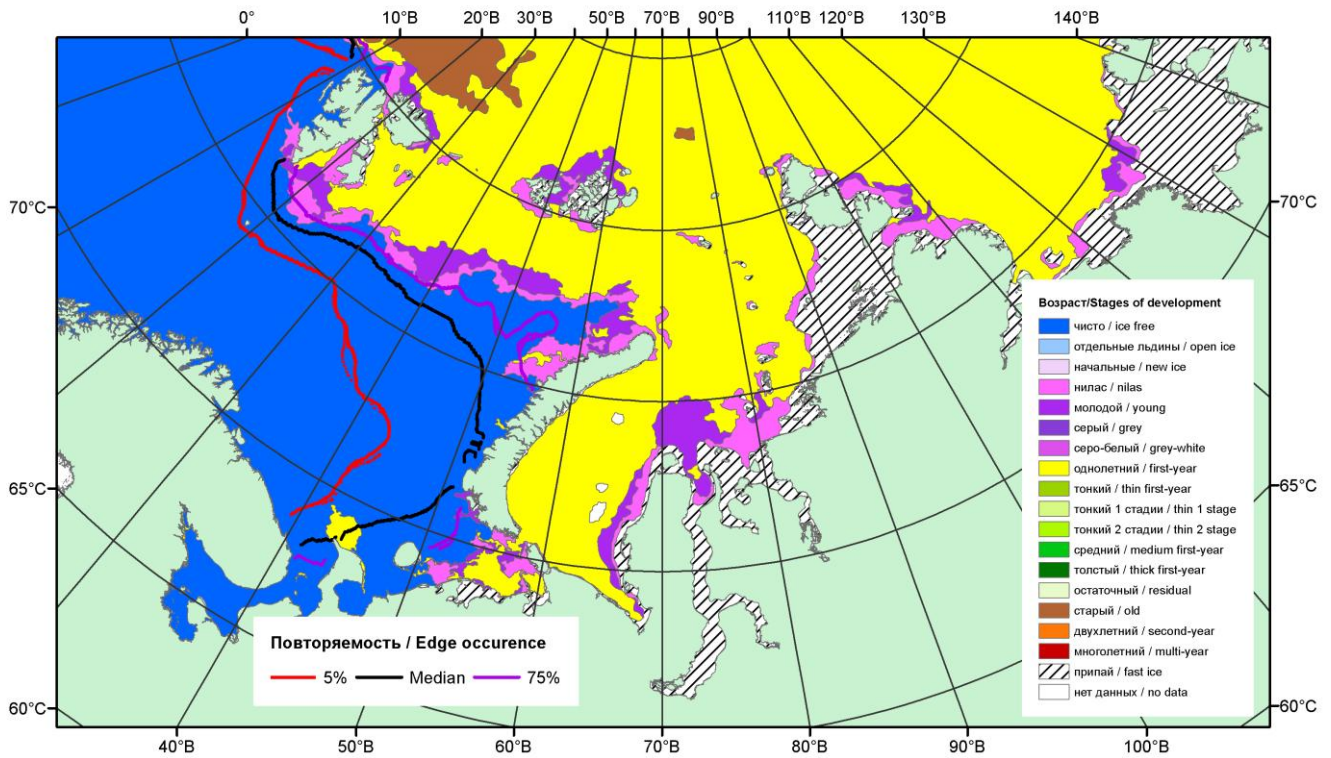 0° 10°В 20°В 30°В 50°В 70°В 90°В 110°В 120°В 130°В 140°В
70°С
70°С
65°С
65°С
60°С
60°С
40°В 50°В 60°В 70°В 80°В 90°В 100°В
Возраст/Stages of development
чисто / ice free
отдельные льдины / open ice
начальные / new ice
нилас / nilas
молодой / young
серый / grey
серо-белый / grey-white
однолетний / first-year
тонкий / thin first-year
тонкий 1 стадии / thin 1 stage
тонкий 2 стадии / thin 2 stage
средний / medium first-year
толстый / thick first-year
остаточный / residual
старый / old
двухлетний / second-year
многолетний / multi-year
припай / fast ice
нет данных / no data
Повторяемость / Edge occurence
5% Median 75%